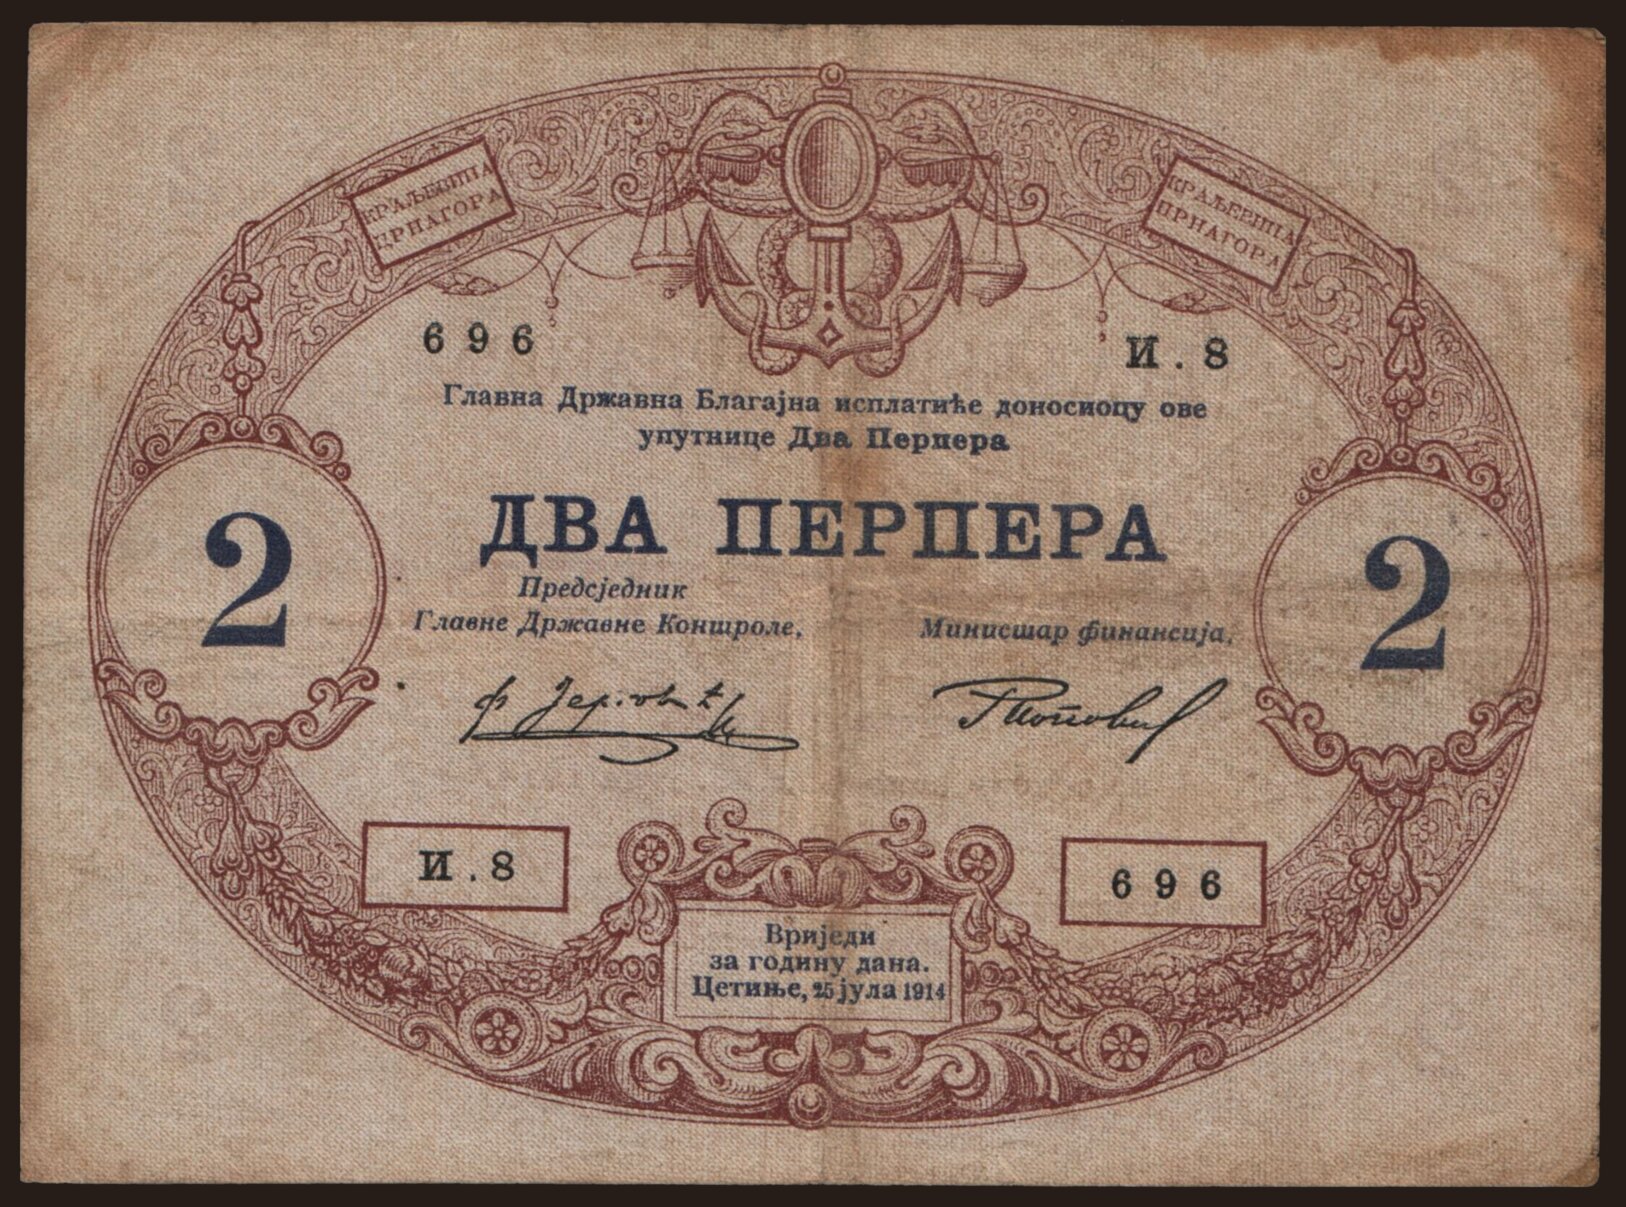 КРАЉЕВИНА
ЦРНАГОРА
КРАЉЕВИНА
ЦРНАГОРА
696
И. 8
Главна Државна Благајна исплатиће доносиоцу ове
упутнице Два Перпера
ДВА ПЕРПЕРА
2
2
Предсједник
Главне Државне Контроле,
Министар финансија,
И. 8
696
Вриједи
за годину дана.
Цетиње, 25 јула 1914